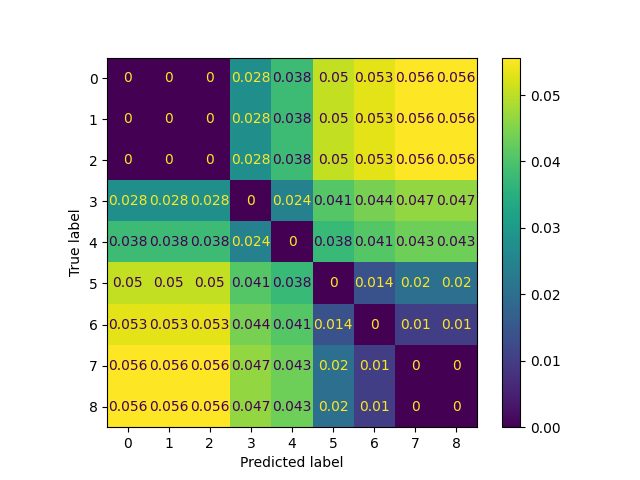 0 0 0 0 0.028 0.038 0.05 0.053 0.056 0.056
1 0 0 0 0.028 0.038 0.05 0.053 0.056 0.056
2 0 0 0 0.028 0.038 0.05 0.053 0.056 0.056
3 0.028 0.028 0.028 0 0.024 0.041 0.044 0.047 0.047
4 0.038 0.038 0.038 0.024 0 0.038 0.041 0.043 0.043
5 0.05 0.05 0.05 0.041 0.038 0 0.014 0.02 0.02
6 0.053 0.053 0.053 0.044 0.041 0.014 0 0.01 0.01
7 0.056 0.056 0.056 0.047 0.043 0.02 0.01 0 0
8 0.056 0.056 0.056 0.047 0.043 0.02 0.01 0 0
0 1 2 3 4 5 6 7 8
Predicted label
True label
0.05
0.04
0.03
0.02
0.01
0.00